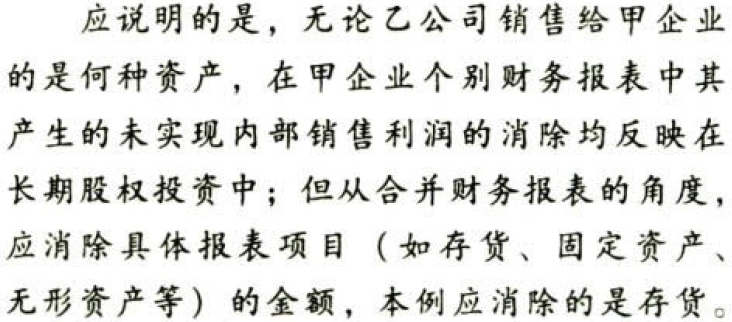 应说明的是，无论乙公司销售给甲企业
的是何种资产，在甲企业个别财务报表中其
产生的未实现内部销售利润的消除均反映在
长期股权投资中；但从合并财务报表的角度，
应消除具体报表项目（如存货、固定资产、
无形资产等）的金额，本例应消除的是存货。